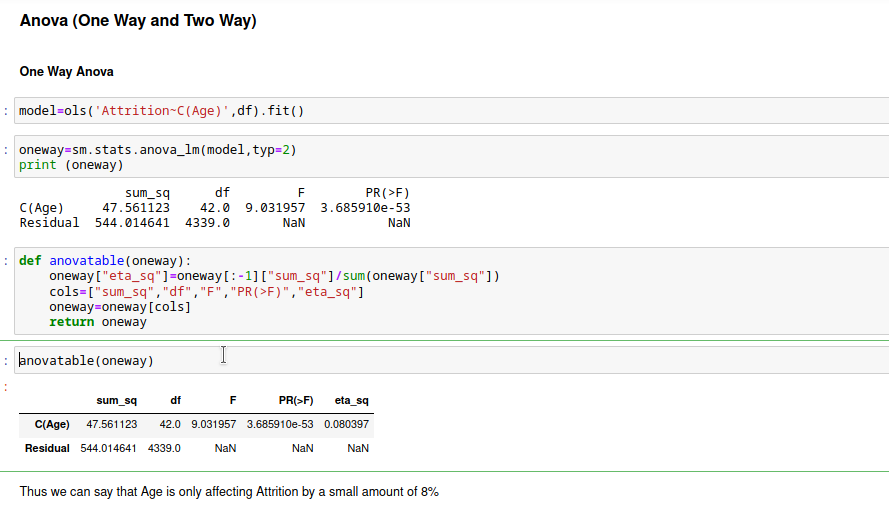 Anova (One Way and Two Way)
One Way Anova
: model=ols('Attrition~C(Age)',df).fit()
: oneway=sm.stats.anova_lm(model,typ=2)
print (oneway)
sum_sq df F PR(>F)
C(Age) 47.561123 42.0 9.031957 3.685910e-53
Residual 544.014641 4339.0 NaN NaN
: def anovatable(oneway):
oneway["eta_sq"]=oneway[:-1]["sum_sq"]/sum(oneway["sum_sq"])
cols=["sum_sq","df","F","PR(>F)","eta_sq"]
oneway=oneway[cols]
return oneway
: anovatable(oneway)
:
sum_sq df F PR(>F) eta_sq
C(Age) 47.561123 42.0 9.031957 3.685910e-53 0.080397
Residual 544.014641 4339.0 NaN NaN NaN
Thus we can say that Age is only affecting Attrition by a small amount of 8%